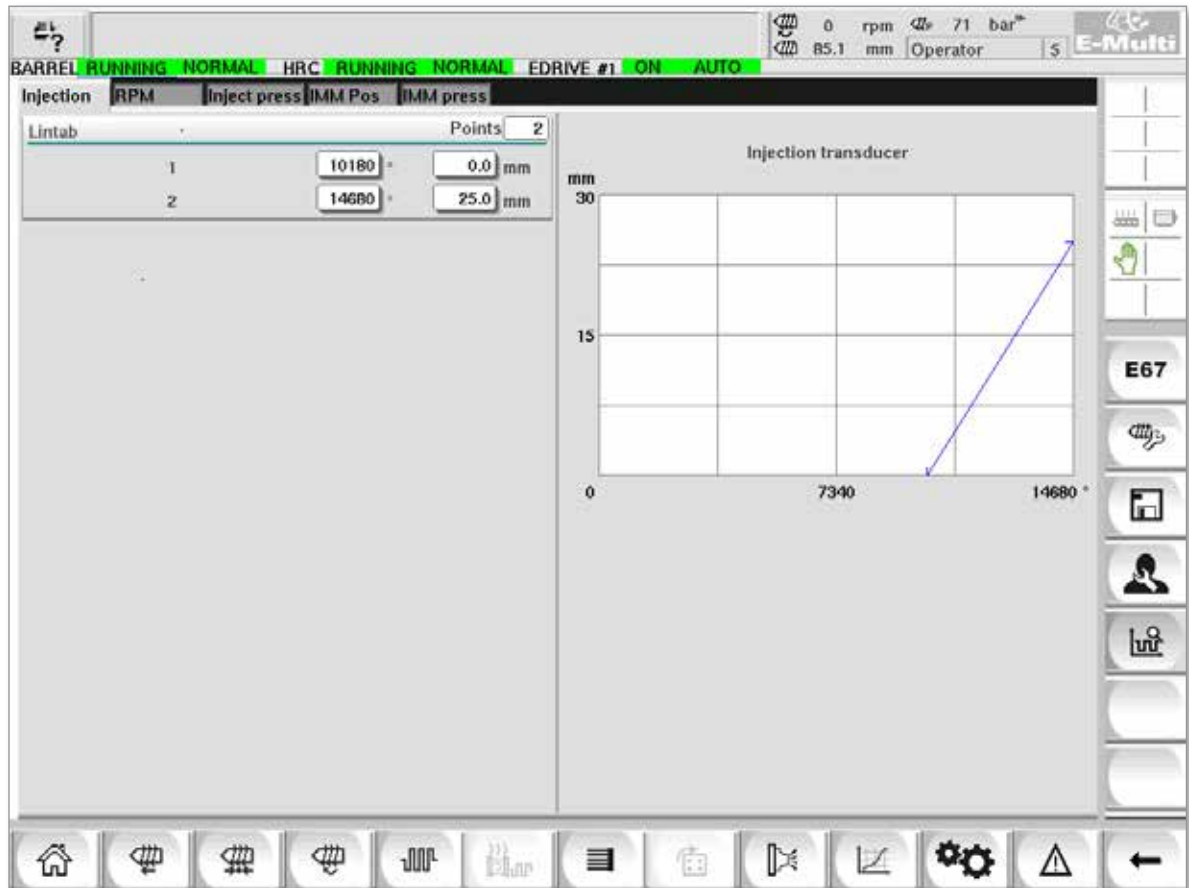 0 rpm 71 bar
85.1 mm Operator 5 E-Multi
BARREL RUNNING NORMAL HRC RUNNING NORMAL EDRIVE #1 ON AUTO
Injection RPM Inject press IMM Pos IMM press
Lintab Points 2
1 10180 ° 0.0 mm
2 14680 ° 25.0 mm
Injection transducer
mm
30
15
0 7340 14680 °
E67